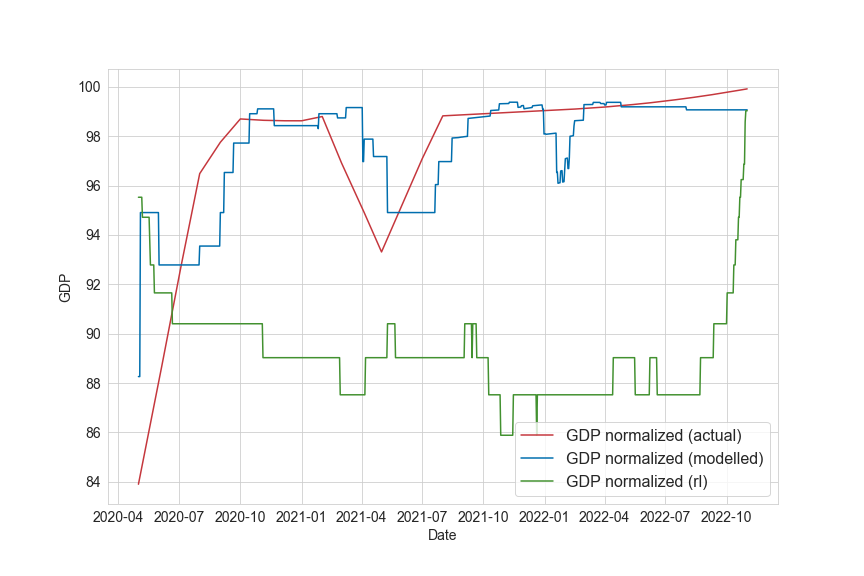 100
98
96
94
92
90
88
86
84
GDP
GDP normalized (actual)
GDP normalized (modelled)
GDP normalized (rl)
2020-04 2020-07 2020-10 2021-01 2021-04 2021-07 2021-10 2022-01 2022-04 2022-07 2022-10
Date